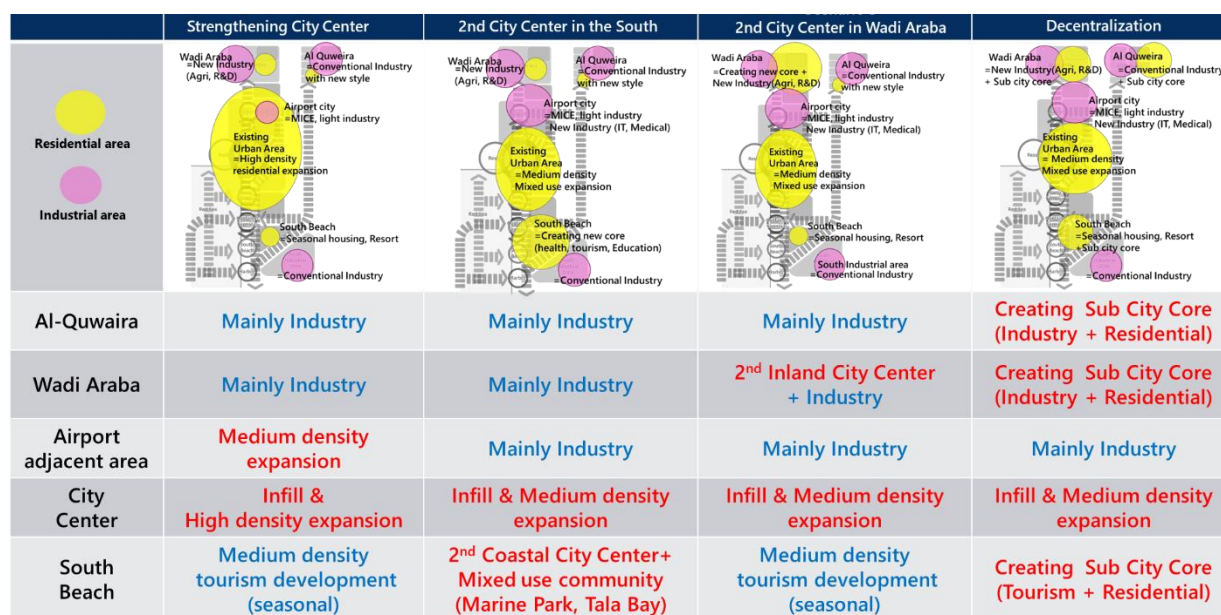 Strengthening City Center
2nd City Center in the South
2nd City Center in Wadi Araba
Decentralization
Residential area
Industrial area
Wadi Araba
=New Industry
(Agri, R&D)
Al Quweira
=Conventional Industry
with new style
Airport city
=MICE, light industry
Existing
Urban Area
=High density
residential expansion
South Beach
=Seasonal housing, Resort
=Conventional Industry
Wadi Araba
=New Industry
(Agri, R&D)
Al Quweira
=Conventional Industry
with new style
Airport city
=MICE, light industry
New Industry (IT, Medical)
Existing
Urban Area
=Medium density
Mixed use expansion
South Beach
=Creating new core
(health, tourism, Education)
=Conventional Industry
Wadi Araba
=Creating new core +
New Industry(Agri, R&D)
Al Quweira
=Conventional Industry
with new style
Airport city
=MICE, light industry
New Industry (IT, Medical)
Existing
Urban Area
=Medium density
Mixed use expansion
South Beach
=Seasonal housing, Resort
South Industrial area
=Conventional Industry
Wadi Araba
=New Industry(Agri, R&D)
+ Sub city core
Al Quweira
=Conventional Industry
+ Sub city core
Airport city
=MICE, light industry
New Industry (IT, Medical)
Existing
Urban Area
= Medium density
Mixed use expansion
South Beach
=Seasonal housing, Resort
+Sub city core
=Conventional Industry
Al-Quwaira
Mainly Industry
Mainly Industry
Mainly Industry
Creating Sub City Core
(Industry + Residential)
Wadi Araba
Mainly Industry
Mainly Industry
2nd Inland City Center
+ Industry
Creating Sub City Core
(Industry + Residential)
Airport
adjacent area
Medium density
expansion
Mainly Industry
Mainly Industry
Mainly Industry
City
Center
Infill &
High density expansion
Infill & Medium density
expansion
Infill & Medium density
expansion
Infill & Medium density
expansion
South
Beach
Medium density
tourism development
(seasonal)
2nd Coastal City Center+
Mixed use community
(Marine Park, Tala Bay)
Medium density
tourism development
(seasonal)
Creating Sub City Core
(Tourism + Residential)